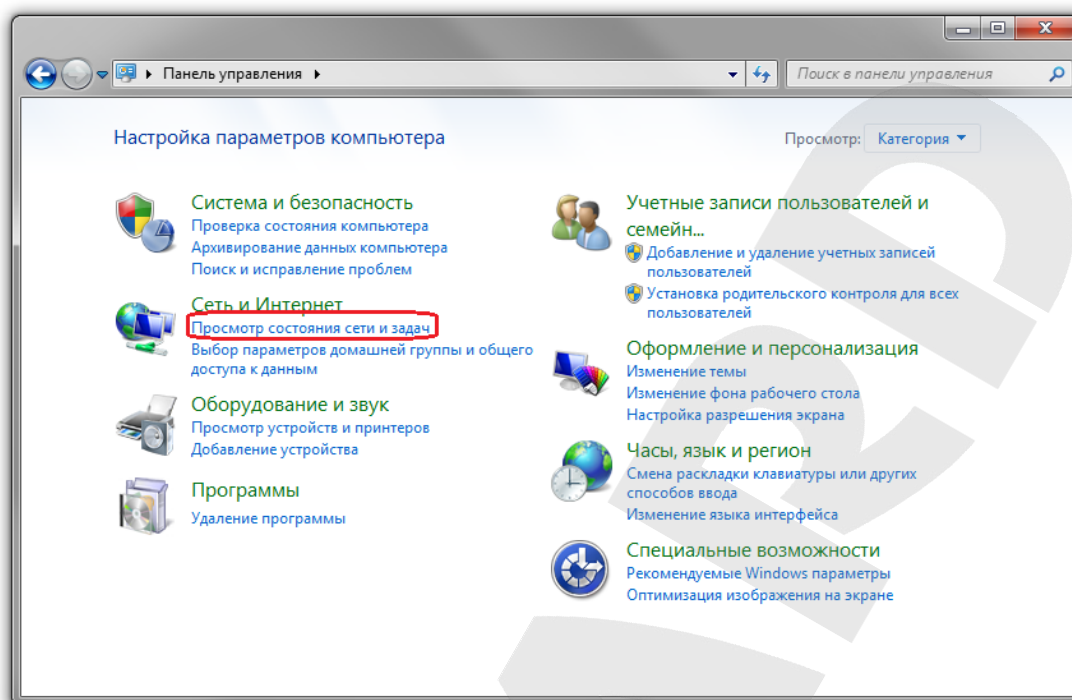 Панель управления
Поиск в панели управления
Настройка параметров компьютера
Просмотр: Категория
Система и безопасность
Проверка состояния компьютера
Архивирование данных компьютера
Поиск и исправление проблем
Сеть и Интернет
Просмотр состояния сети и задач
Выбор параметров домашней группы и общего
доступа к данным
Оборудование и звук
Просмотр устройств и принтеров
Добавление устройства
Программы
Удаление программы
Учетные записи пользователей и
семейн...
Добавление и удаление учетных записей
пользователей
Установка родительского контроля для всех
пользователей
Оформление и персонализация
Изменение темы
Изменение фона рабочего стола
Настройка разрешения экрана
Часы, язык и регион
Смена раскладки клавиатуры или других
способов ввода
Изменение языка интерфейса
Специальные возможности
Рекомендуемые Windows параметры
Оптимизация изображения на экране